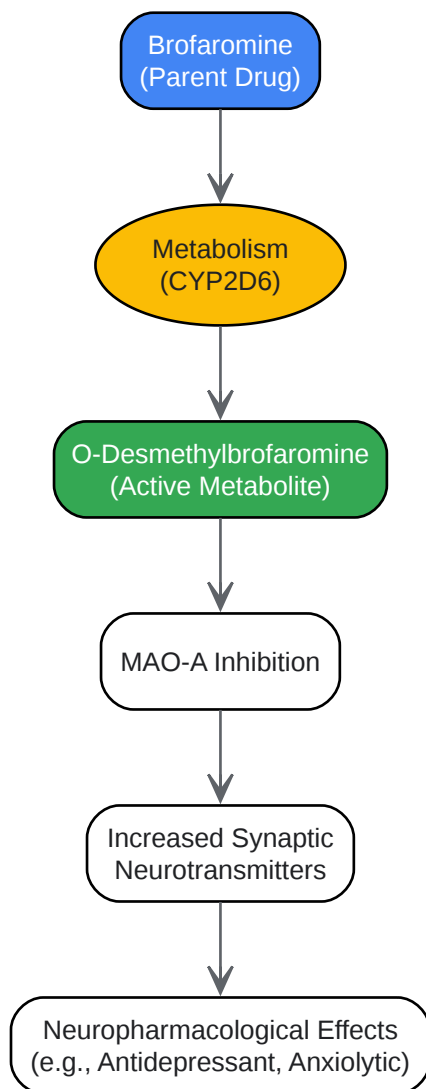 Brofaromine
(Parent Drug)
Metabolism
(CYP2D6)
O-Desmethylbrofaromine
(Active Metabolite)
MAO-A Inhibition
Increased Synaptic
Neurotransmitters
Neuropharmacological Effects
(e.g., Antidepressant, Anxiolytic)